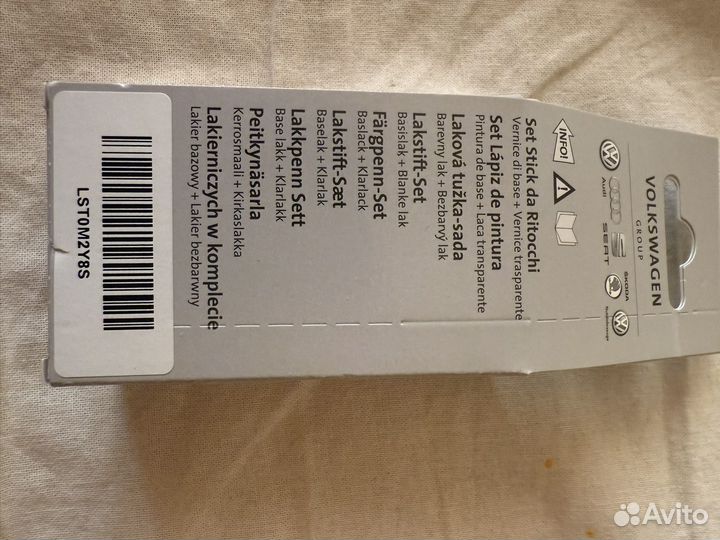 VOLKSWAGEN
GROUP
Audi
SEAT
ŠKODA
INFO!
Set Stick da Ritocchi
Vernice di base + Vernice trasparente
Set Lápiz de pintura
Pintura de base + Laca transparente
Laková tužka-sada
Barevny lak + Bezbarvý lak
Lakstift-Set
Basislak + Blanke lak
Färgpenn-Set
Baslack + Klarlack
Lakstift-Sæt
Baselak + Klarlak
Lakkpenn Sett
Base lakk + Klarlakk
Peitkynäsarla
Kerrosmaali + Kirkaslakka
Lakierniczych w komplecie
Lakier bazowy + Lakier bezbarwny
LST0M2Y8S
Avito